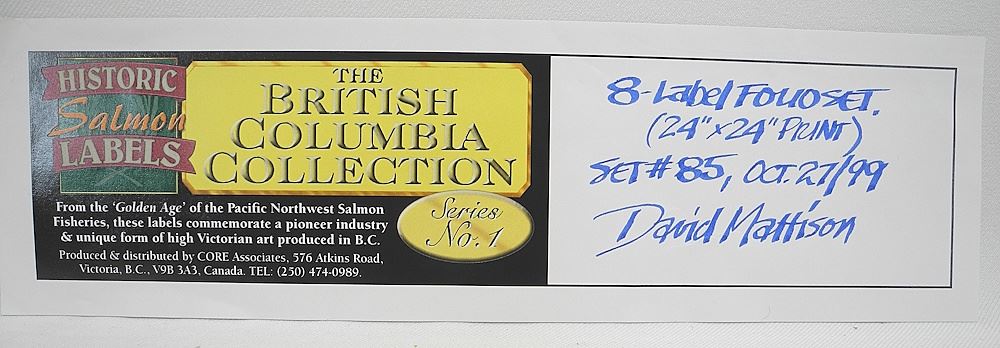 HISTORIC
Salmon
LABELS
THE
BRITISH
COLUMBIA
COLLECTION
From the 'Golden Age' of the Pacific Northwest Salmon
Fisheries, these labels commemorate a pioneer industry
& unique form of high Victorian art produced in B.C.
Produced & distributed by CORE Associates, 576 Atkins Road,
Victoria, B.C., V9B 3A3, Canada. TEL: (250) 474-0989.
Series
No. 1
8-Label FOLIO SET.
(24" x 24" PRINT)
SET # 85, OCT. 27/99
David Mattison